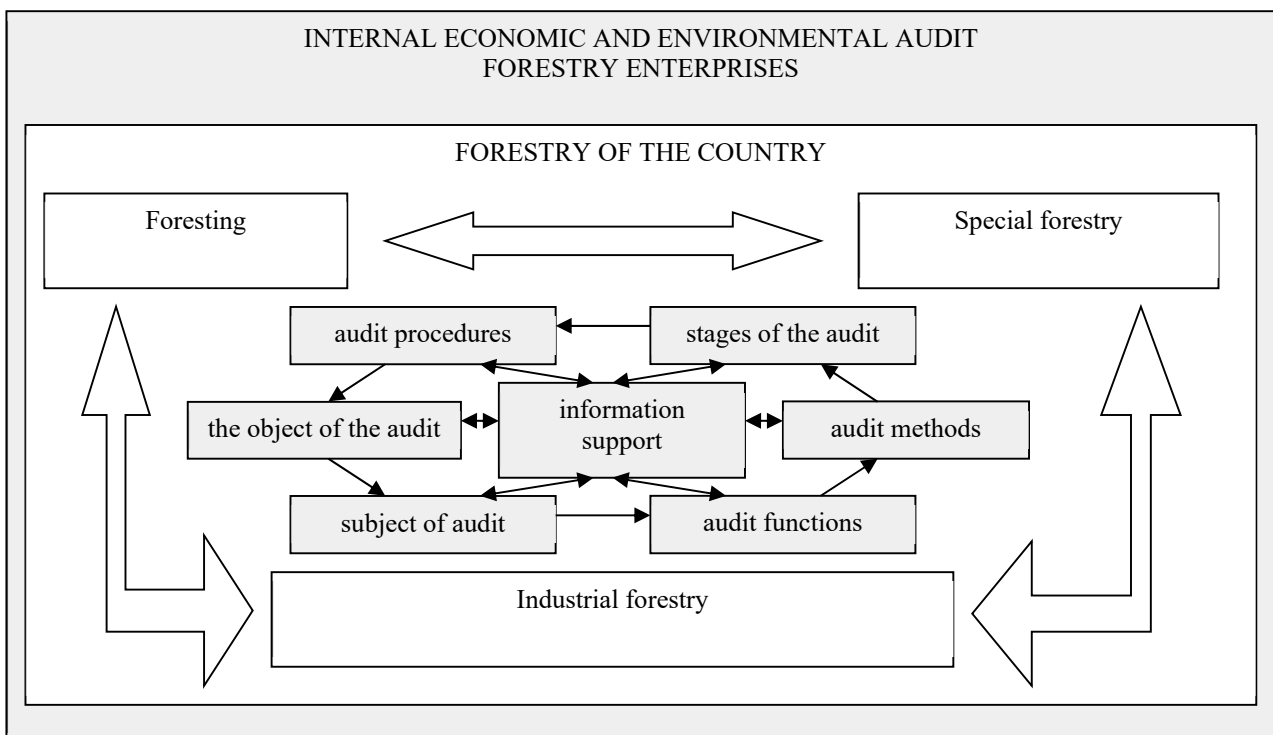 INTERNAL ECONOMIC AND ENVIRONMENTAL AUDIT
FORESTRY ENTERPRISES
FORESTRY OF THE COUNTRY
Foresting
Special forestry
audit procedures
stages of the audit
the object of the audit
information
support
audit methods
subject of audit
audit functions
Industrial forestry